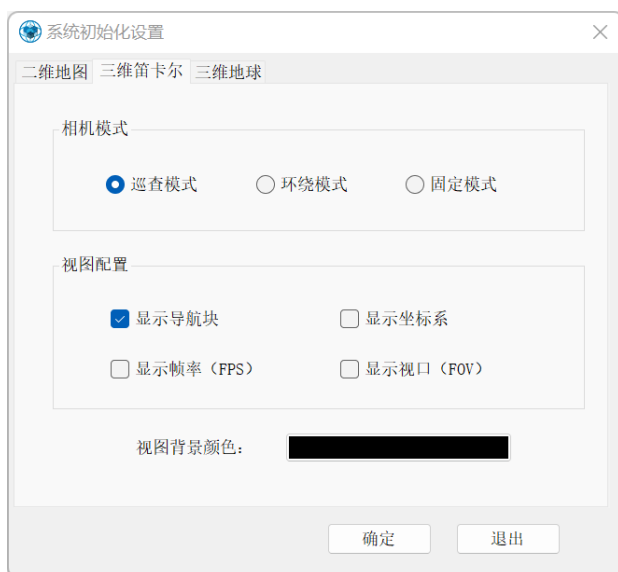 系统初始化设置
二维地图 三维笛卡尔 三维地球
相机模式
巡查模式 环绕模式 固定模式
视图配置
显示导航块 显示坐标系
显示帧率（FPS） 显示视口（FOV）
视图背景颜色：
确定 退出